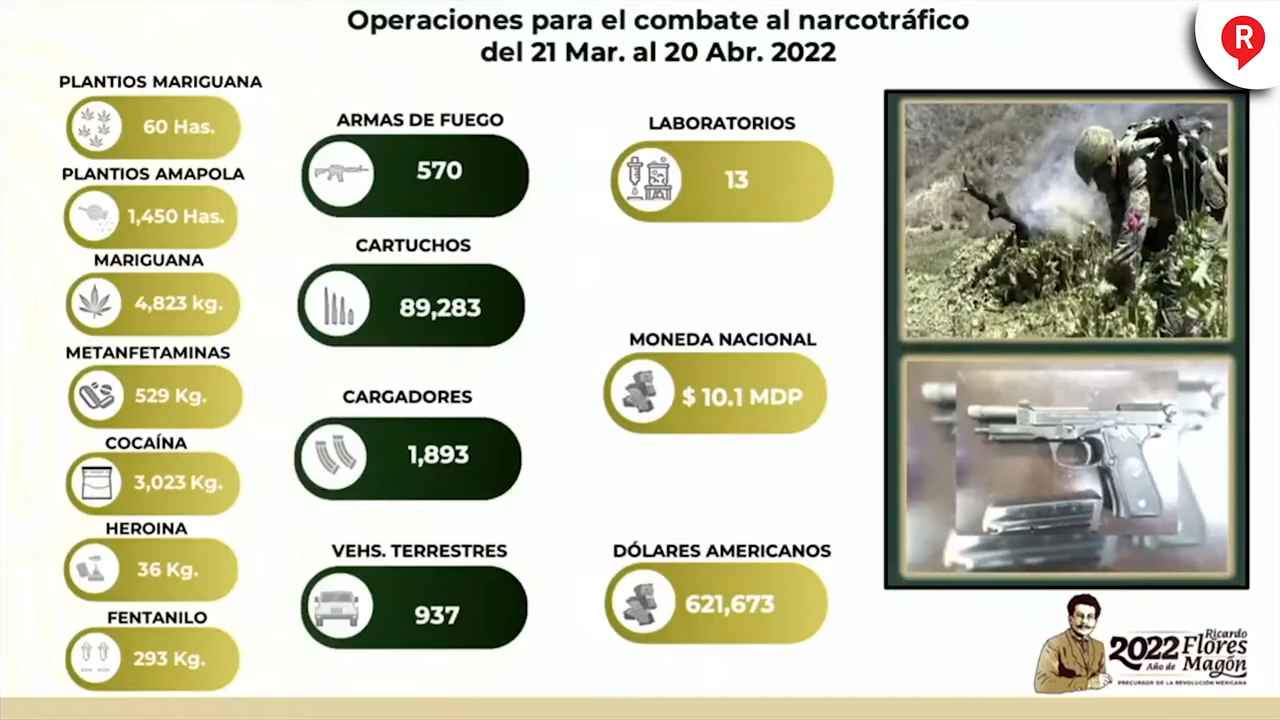 Operaciones para el combate al narcotráfico
del 21 Mar. al 20 Abr. 2022
R
PLANTIOS MARIGUANA
60 Has.
PLANTIOS AMAPOLA
1,450 Has.
MARIGUANA
4,823 kg.
METANFETAMINAS
529 Kg.
COCAÍNA
3,023 Kg.
HEROINA
36 Kg.
FENTANILO
293 Kg.
ARMAS DE FUEGO
570
CARTUCHOS
89,283
CARGADORES
1,893
VEHS. TERRESTRES
937
LABORATORIOS
13
MONEDA NACIONAL
$ 10.1 MDP
DÓLARES AMERICANOS
621,673
2022 Ricardo
Flores
Año de Magón
PRECURSOR DE LA REVOLUCIÓN MEXICANA